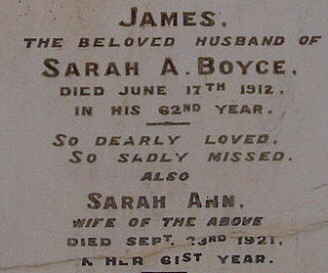 JAMES,
THE BELOVED HUSBAND OF
SARAH A. BOYCE,
DIED JUNE 17TH 1912,
IN HIS 62ND YEAR.
SO DEARLY LOVED,
SO SADLY MISSED.
ALSO
SARAH ANN,
WIFE OF THE ABOVE
DIED SEPT. 23RD 1921,
IN HER 61ST YEAR.